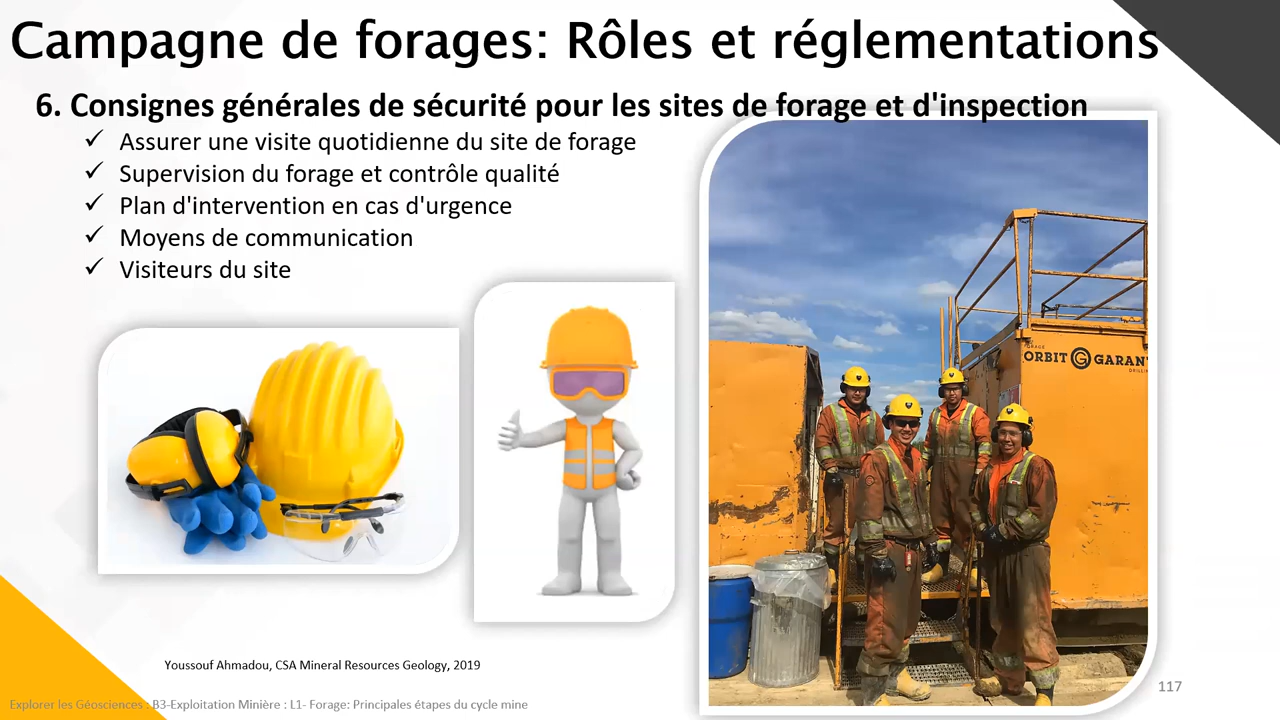 Campagne de forages: Rôles et réglementations
6. Consignes générales de sécurité pour les sites de forage et d'inspection
✓ Assurer une visite quotidienne du site de forage
✓ Supervision du forage et contrôle qualité
✓ Plan d'intervention en cas d'urgence
✓ Moyens de communication
✓ Visiteurs du site
FORAGE
ORBIT GARANT
DRILLING
Youssouf Ahmadou, CSA Mineral Resources Geology, 2019
117
Explorer les Géosciences : B3-Exploitation Minière : L1- Forage: Principales étapes du cycle mine